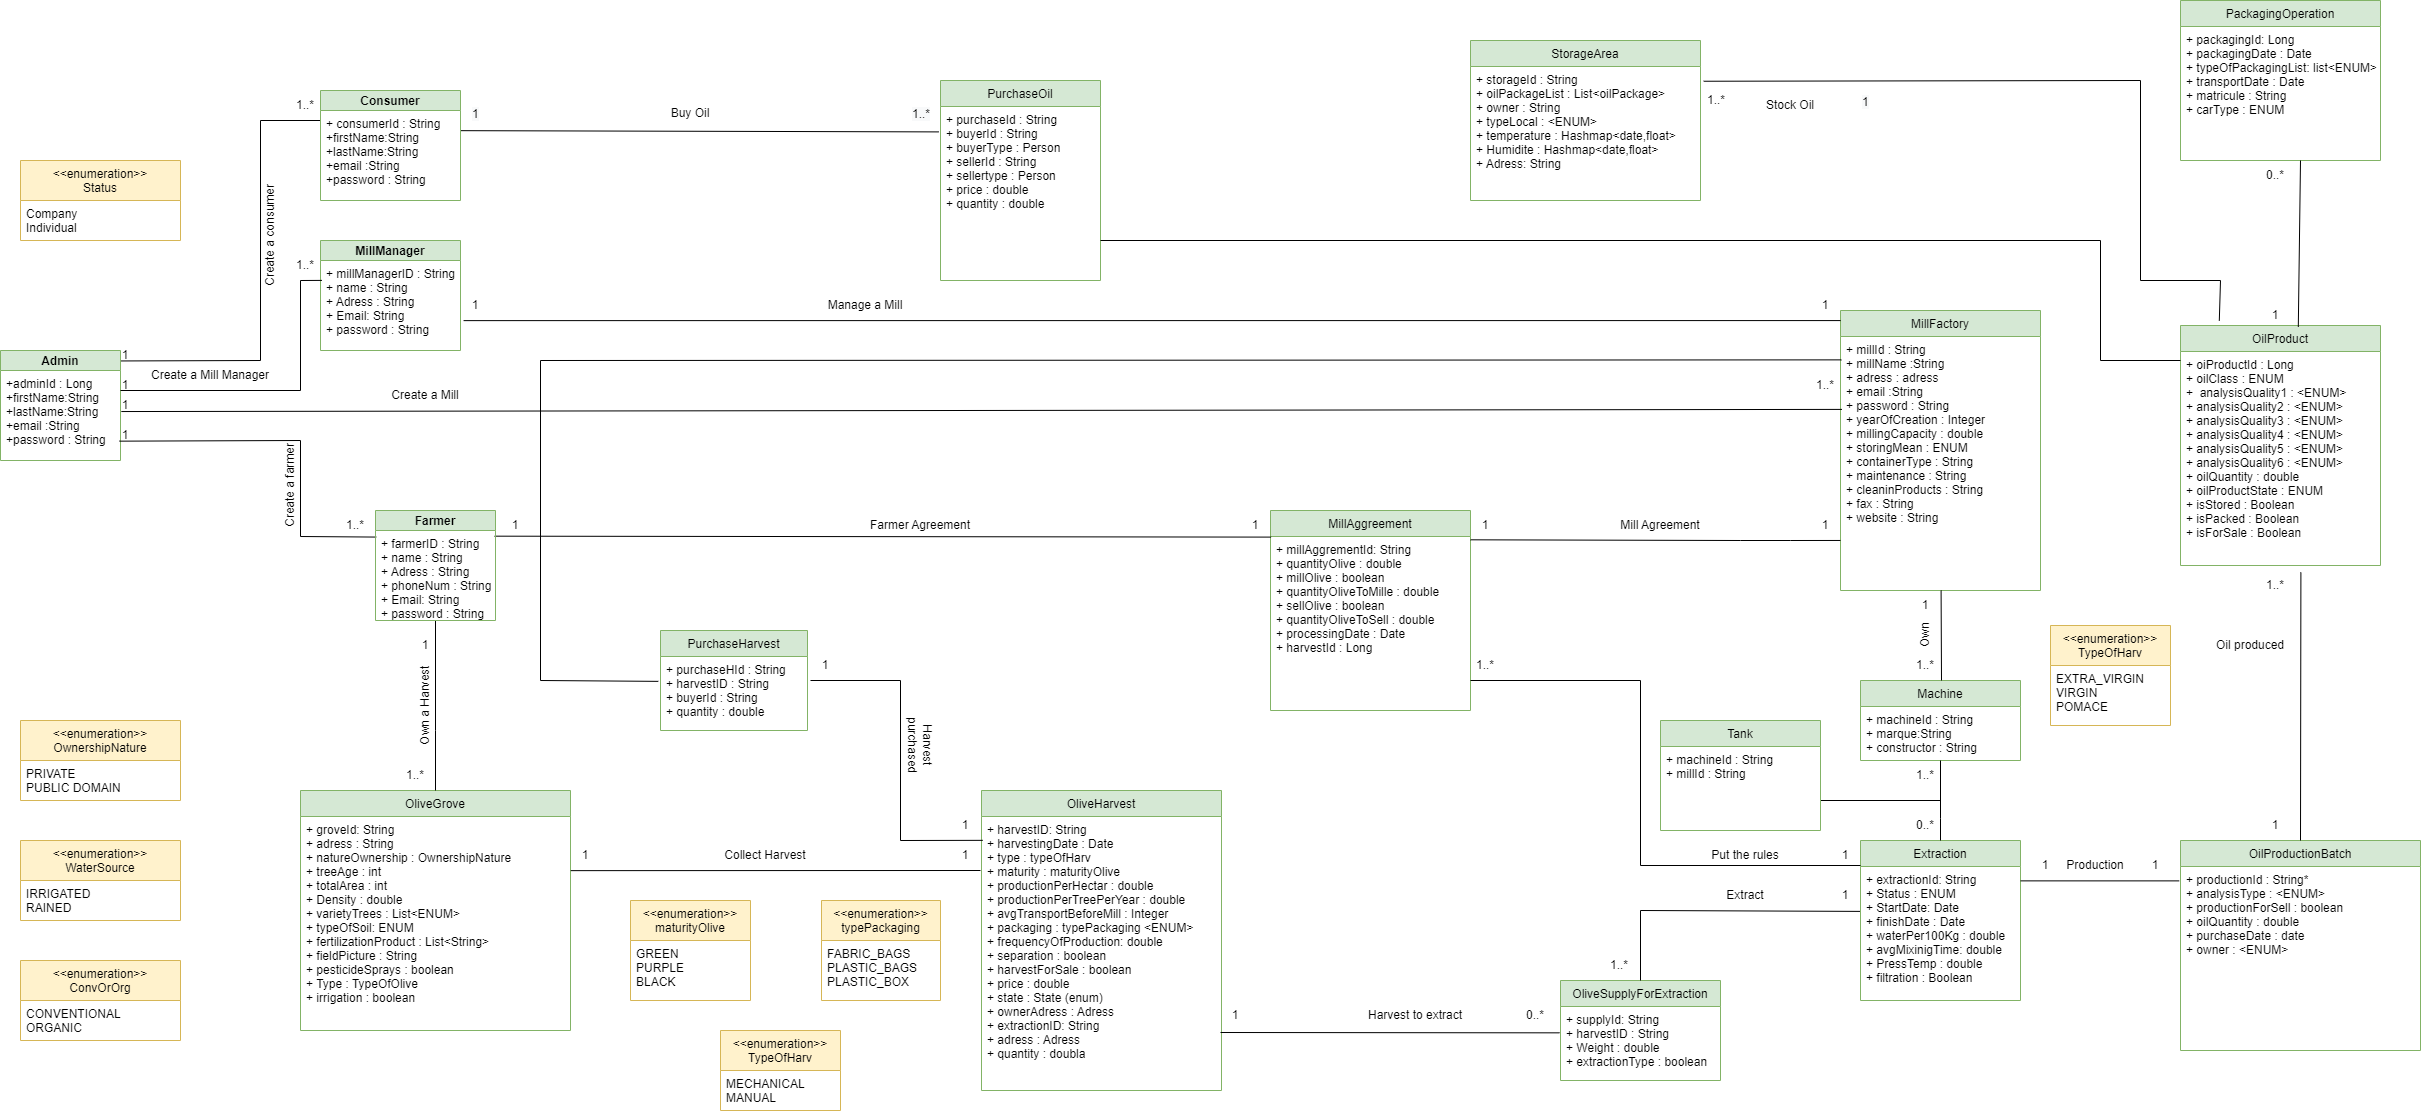 PackagingOperation
+ packagingId: Long
+ packagingDate : Date
+ typeOfPackagingList: list<ENUM>
+ transportDate : Date
+ matricule : String
+ carType : ENUM
0..*
StorageArea
+ storageId : String
+ oilPackageList : List<oilPackage>
+ owner : String
+ typeLocal : <ENUM>
+ temperature : Hashmap<date,float>
+ Humidite : Hashmap<date,float>
+ Adress: String
1..*
Stock Oil
1
Consumer
+ consumerId : String
+firstName:String
+lastName:String
+email :String
+password : String
1..*
1
Buy Oil
1..*
PurchaseOil
+ purchaseId : String
+ buyerId : String
+ buyerType : Person
+ sellerId : String
+ sellertype : Person
+ price : double
+ quantity : double
<<enumeration>>
Status
Company
Individual
Create a consumer
MillManager
+ millManagerID : String
+ name : String
+ Adress : String
+ Email: String
+ password : String
1..*
1
Manage a Mill
1
Admin
+adminId : Long
+firstName:String
+lastName:String
+email :String
+password : String
1
1
1
1
Create a Mill Manager
Create a Mill
1..*
Create a farmer
1..*
MillFactory
+ millId : String
+ millName :String
+ adress : adress
+ email :String
+ password : String
+ yearOfCreation : Integer
+ millingCapacity : double
+ storingMean : ENUM
+ containerType : String
+ maintenance : String
+ cleaninProducts : String
+ fax : String
+ website : String
1
OilProduct
+ oiProductId : Long
+ oilClass : ENUM
+  analysisQuality1 : <ENUM>
+ analysisQuality2 : <ENUM>
+ analysisQuality3 : <ENUM>
+ analysisQuality4 : <ENUM>
+ analysisQuality5 : <ENUM>
+ analysisQuality6 : <ENUM>
+ oilQuantity : double
+ oilProductState : ENUM
+ isStored : Boolean
+ isPacked : Boolean
+ isForSale : Boolean
1..*
Oil produced
1
Farmer
+ farmerID : String
+ name : String
+ Adress : String
+ phoneNum : String
+ Email: String
+ password : String
1
Farmer Agreement
1
MillAggreement
+ millAggrementId: String
+ quantityOlive : double
+ millOlive : boolean
+ quantityOliveToMille : double
+ sellOlive : boolean
+ quantityOliveToSell : double
+ processingDate : Date
+ harvestId : Long
1
Mill Agreement
1
1..*
1
Own
1..*
<<enumeration>>
TypeOfHarv
EXTRA_VIRGIN
VIRGIN
POMACE
1
Own a Harvest
1..*
PurchaseHarvest
+ purchaseHId : String
+ harvestID : String
+ buyerId : String
+ quantity : double
1
Harvest
purchased
1
Machine
+ machineId : String
+ marque:String
+ constructor : String
1..*
0..*
Tank
+ machineId : String
+ millId : String
<<enumeration>>
OwnershipNature
PRIVATE
PUBLIC DOMAIN
<<enumeration>>
WaterSource
IRRIGATED
RAINED
<<enumeration>>
ConvOrOrg
CONVENTIONAL
ORGANIC
OliveGrove
+ groveId: String
+ adress : String
+ natureOwnership : OwnershipNature
+ treeAge : int
+ totalArea : int
+ Density : double
+ varietyTrees : List<ENUM>
+ typeOfSoil: ENUM
+ fertilizationProduct : List<String>
+ fieldPicture : String
+ pesticideSprays : boolean
+ Type : TypeOfOlive
+ irrigation : boolean
1
Collect Harvest
1
<<enumeration>>
maturityOlive
GREEN
PURPLE
BLACK
<<enumeration>>
typePackaging
FABRIC_BAGS
PLASTIC_BAGS
PLASTIC_BOX
<<enumeration>>
TypeOfHarv
MECHANICAL
MANUAL
OliveHarvest
+ harvestID: String
+ harvestingDate : Date
+ type : typeOfHarv
+ maturity : maturityOlive
+ productionPerHectar : double
+ productionPerTreePerYear : double
+ avgTransportBeforeMill : Integer
+ packaging : typePackaging <ENUM>
+ frequencyOfProduction: double
+ separation : boolean
+ harvestForSale : boolean
+ price : double
+ state : State (enum)
+ ownerAdress : Adress
+ extractionID: String
+ adress : Adress
+ quantity : doubla
1
Harvest to extract
0..*
Put the rules
1
Extract
1
1..*
OliveSupplyForExtraction
+ supplyId: String
+ harvestID : String
+ Weight : double
+ extractionType : boolean
Extraction
+ extractionId: String
+ Status : ENUM
+ StartDate: Date
+ finishDate : Date
+ waterPer100Kg : double
+ avgMixinigTime: double
+ PressTemp : double
+ filtration : Boolean
1
Production
1
OilProductionBatch
+ productionId : String*
+ analysisType : <ENUM>
+ productionForSell : boolean
+ oilQuantity : double
+ purchaseDate : date
+ owner : <ENUM>